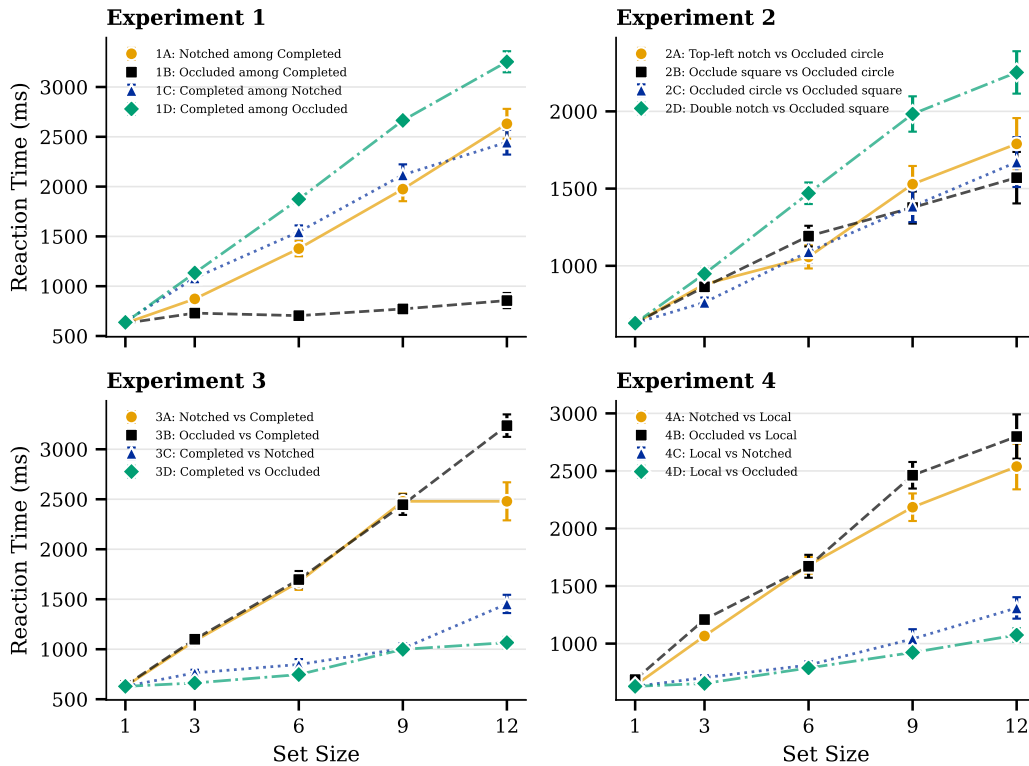 Experiment 1
Reaction Time (ms)
3000
2500
2000
1500
1000
500
1A: Notched among Completed
1B: Occluded among Completed
1C: Completed among Notched
1D: Completed among Occluded
Experiment 2
2000
1500
1000
2A: Top-left notch vs Occluded circle
2B: Occlude square vs Occluded circle
2C: Occluded circle vs Occluded square
2D: Double notch vs Occluded square
Experiment 3
Reaction Time (ms)
3000
2500
2000
1500
1000
500
3A: Notched vs Completed
3B: Occluded vs Completed
3C: Completed vs Notched
3D: Completed vs Occluded
1 3 6 9 12
Set Size
Experiment 4
3000
2500
2000
1500
1000
4A: Notched vs Local
4B: Occluded vs Local
4C: Local vs Notched
4D: Local vs Occluded
1 3 6 9 12
Set Size